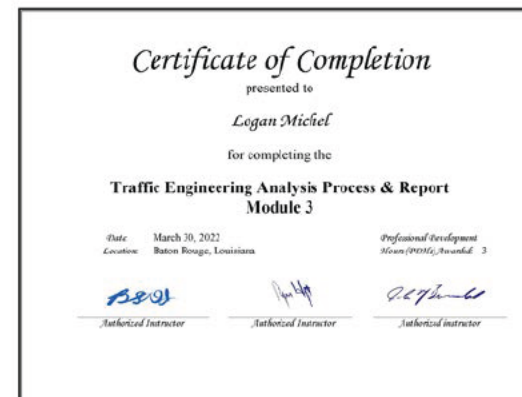 Certificate of Completion
presented to
Logan Michel
for completing the
Traffic Engineering Analysis Process & Report
Module 3
Date March 30, 2022
Location Baton Rouge, Louisiana
Professional Development
Hours (PDHs) Awarded: 3
Authorized Instructor
Authorized Instructor
Authorized instructor